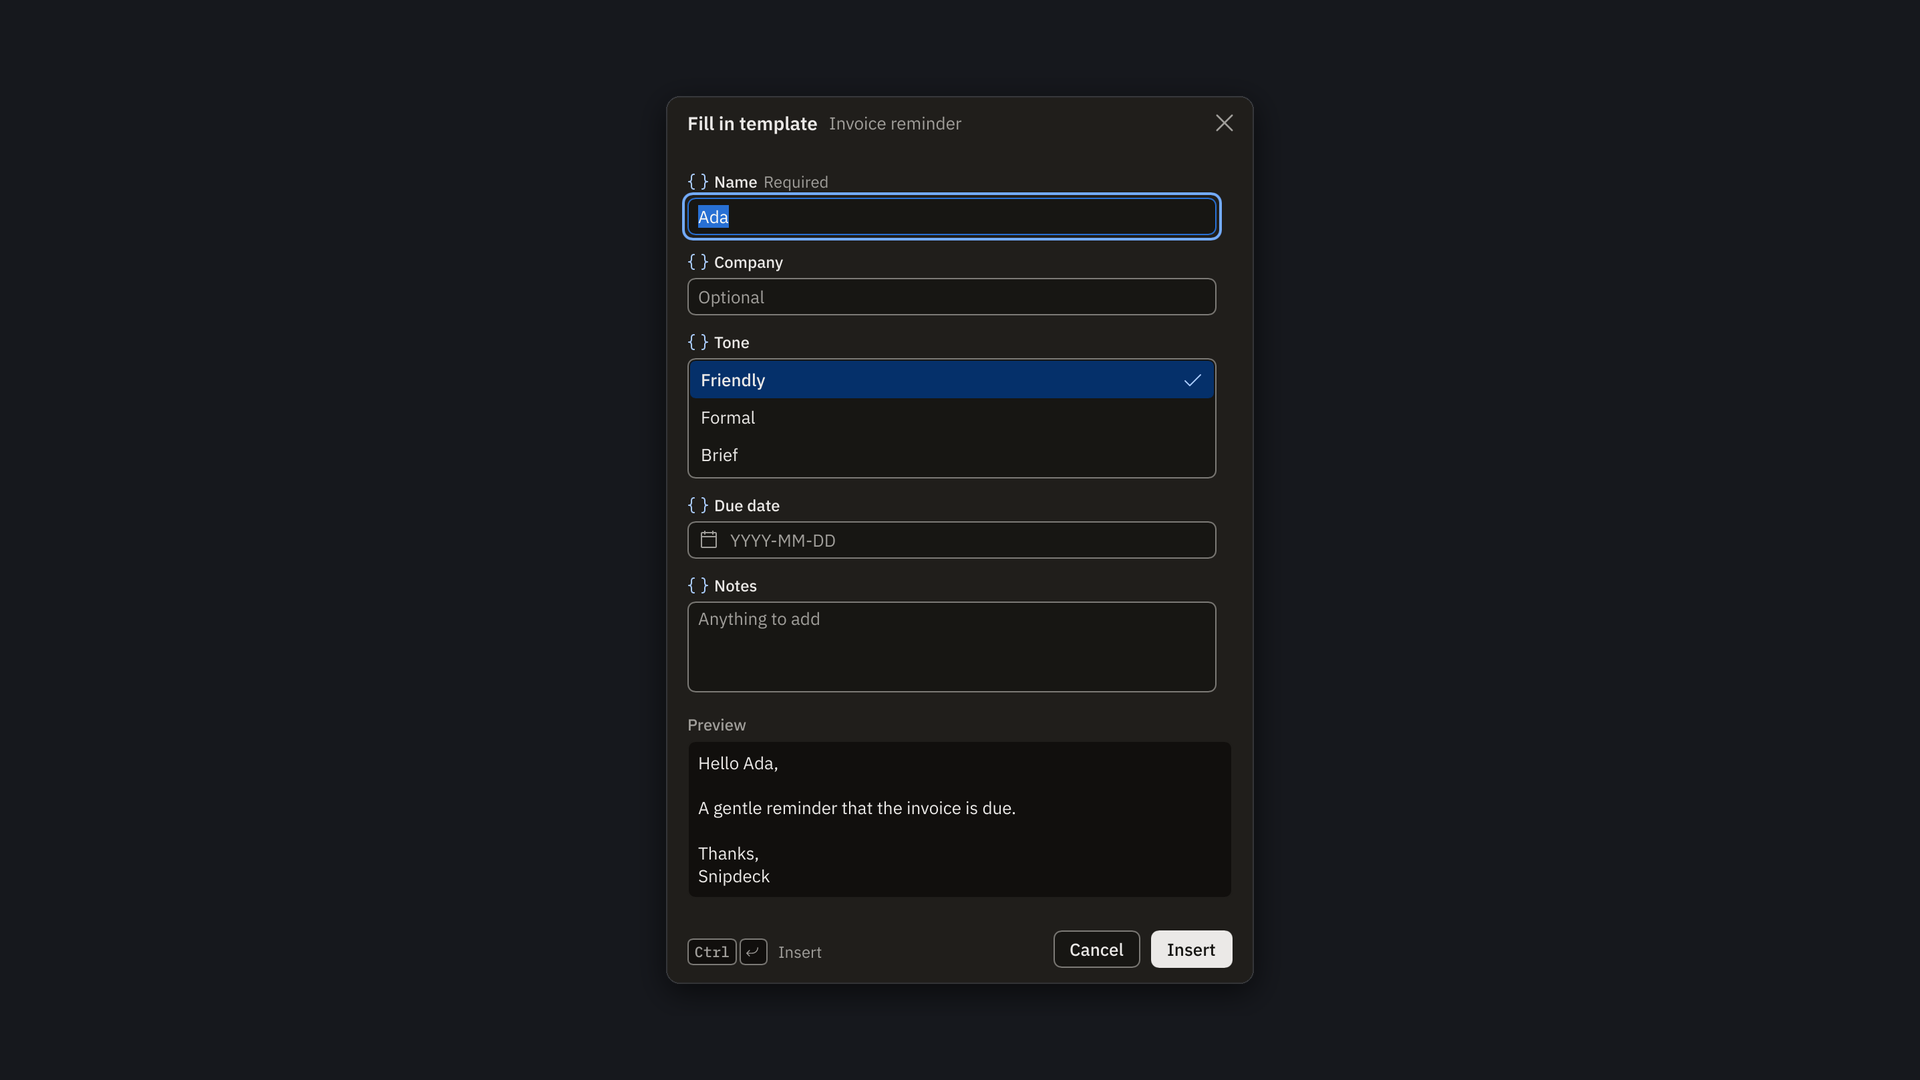 Fill in template Invoice reminder
{ } Name Required
Ada
{ } Company
Optional
{ } Tone
Friendly
Formal
Brief
{ } Due date
YYYY-MM-DD
{ } Notes
Anything to add
Preview
Hello Ada,
A gentle reminder that the invoice is due.
Thanks,
Snipdeck
Ctrl Insert
Cancel
Insert